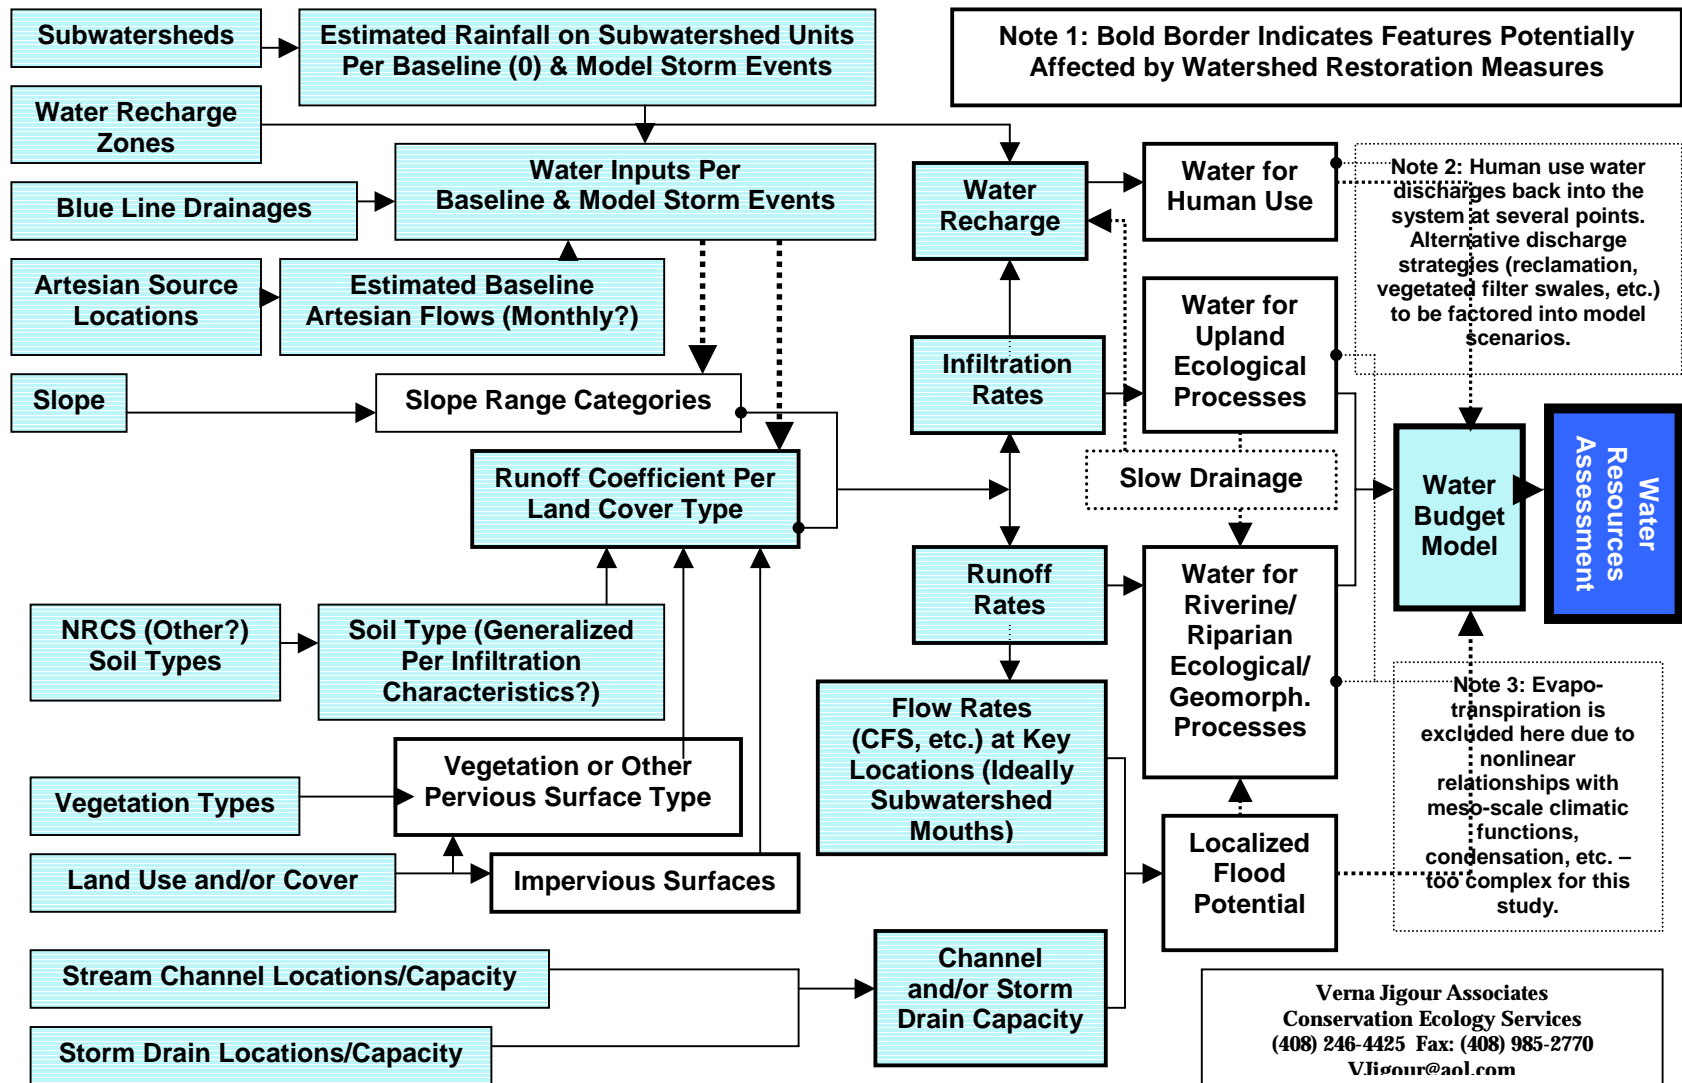 Subwatersheds
Estimated Rainfall on Subwatershed Units
Per Baseline (0) & Model Storm Events
Note 1: Bold Border Indicates Features Potentially
Affected by Watershed Restoration Measures
Water Recharge
Zones
Water Inputs Per
Baseline & Model Storm Events
Water
Recharge
Water for
Human Use
Note 2: Human use water
discharges back into the
system at several points.
Alternative discharge
strategies (reclamation,
vegetated filter swales, etc.)
to be factored into model
scenarios.
Blue Line Drainages
Artesian Source
Locations
Estimated Baseline
Artesian Flows (Monthly?)
Water for
Upland
Ecological
Processes
Infiltration
Rates
Slope
Slope Range Categories
Runoff Coefficient Per
Land Cover Type
Slow Drainage
Water
Budget
Model
Water
Resources
Assessment
Runoff
Rates
Water for
Riverine/
Riparian
Ecological/
Geomorph.
Processes
NRCS (Other?)
Soil Types
Soil Type (Generalized
Per Infiltration
Characteristics?)
Flow Rates
(CFS, etc.) at Key
Locations (Ideally
Subwatershed
Mouths)
Note 3: Evapo-
transpiration is
excluded here due to
nonlinear
relationships with
meso-scale climatic
functions,
condensation, etc. –
too complex for this
study.
Vegetation or Other
Pervious Surface Type
Vegetation Types
Land Use and/or Cover
Impervious Surfaces
Localized
Flood
Potential
Stream Channel Locations/Capacity
Channel
and/or Storm
Drain Capacity
Storm Drain Locations/Capacity
Verna Jigour Associates
Conservation Ecology Services
(408) 246-4425 Fax: (408) 985-2770
VJigour@aol.com